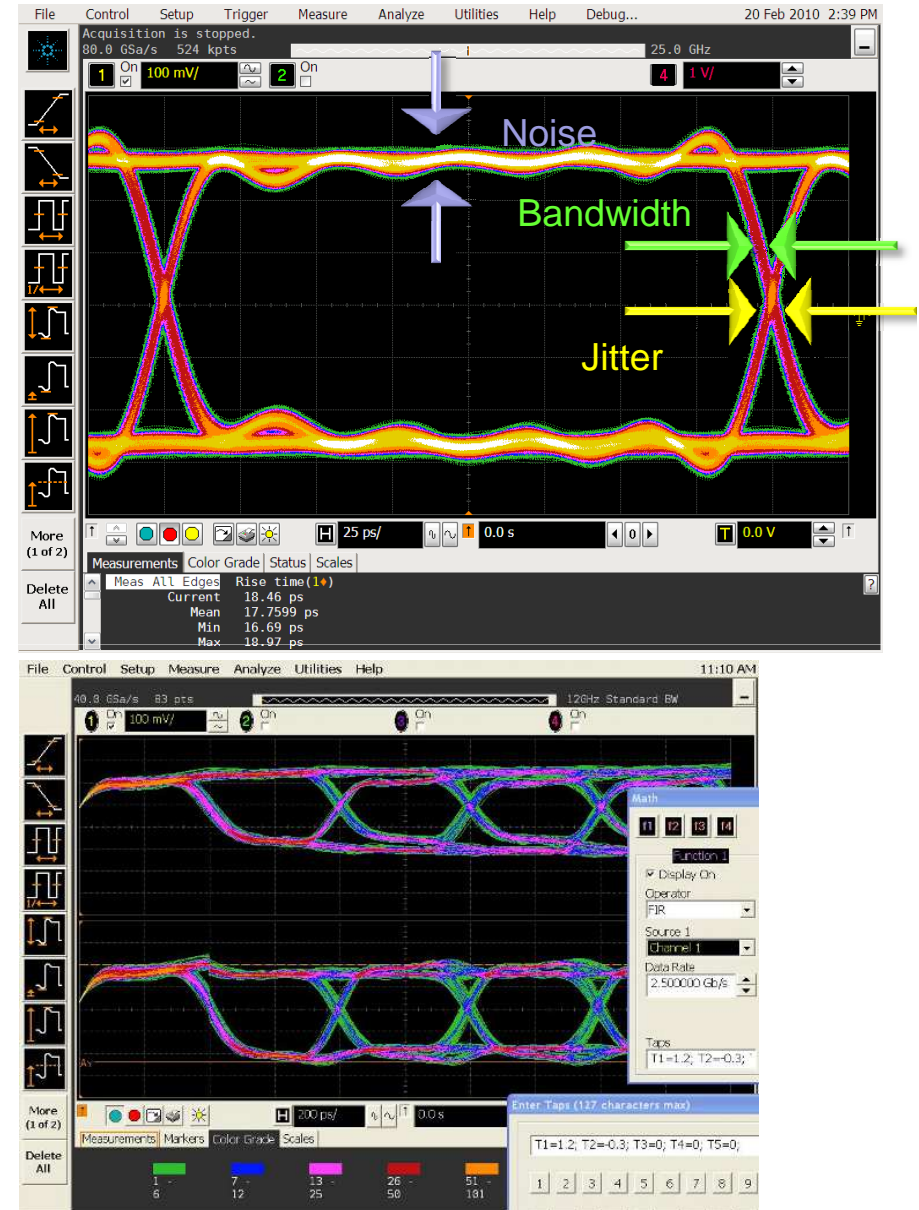 File Control Setup Trigger Measure Analyze Utilities Help Debug... 20 Feb 2010 2:39 PM
Acquisition is stopped.
80.0 GSa/s 524 kpts 25.0 GHz
1 On 100 mV/ 2 On 4 1 V/
Noise
Bandwidth
Jitter
More
(1 of 2)
Delete
All
H 25 ps/ 0.0 s 0 T 0.0 V
Measurements Color Grade Status Scales
Meas All Edges Rise time(1♦)
Current 18.46 ps
Mean 17.7599 ps
Min 16.69 ps
Max 18.97 ps
?
1/
File Control Setup Measure Analyze Utilities Help 11:10 AM
40.0 GSa/s 83 pts 12GHz Standard BW
1 On 100 mV/ 2 On 3 On 4 On
Math
f1 f2 f3 f4
Function 1
Display On
Operator
FIR
Source 1
Channel 1
Data Rate
2.500000 Gb/s
Taps
T1=1.2; T2=-0.3;
1/
More
(1 of 2)
Delete
All
H 200 ps/ 0.0 s
Measurements Markers Color Grade Scales
1 - 7 - 13 - 26 - 51 -
6 12 25 50 101
Enter Taps (127 characters max)
T1=1.2; T2=-0.3; T3=0; T4=0; T5=0;
1 2 3 4 5 6 7 8 9